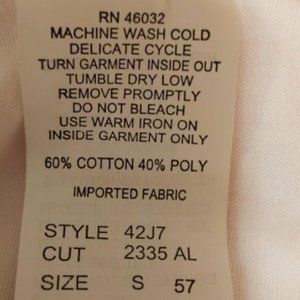 RN 46032
MACHINE WASH COLD
DELICATE CYCLE
TURN GARMENT INSIDE OUT
TUMBLE DRY LOW
REMOVE PROMPTLY
DO NOT BLEACH
USE WARM IRON ON
INSIDE GARMENT ONLY
60% COTTON 40% POLY
IMPORTED FABRIC
STYLE 42J7
CUT 2335 AL
SIZE S 57